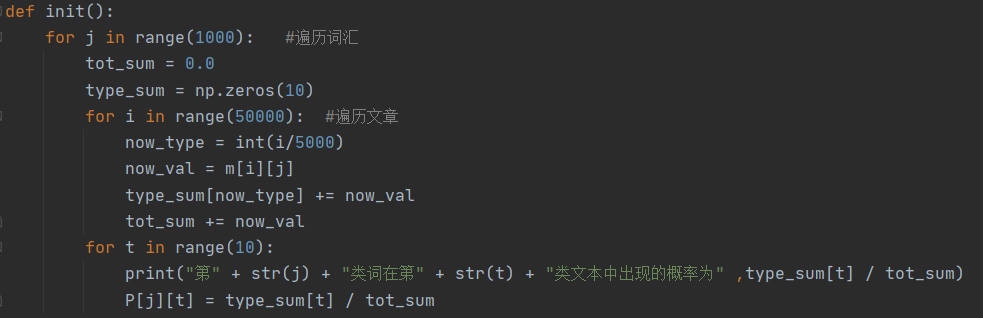 def init():
    for j in range(1000):   #遍历词汇
        tot_sum = 0.0
        type_sum = np.zeros(10)
        for i in range(50000):  #遍历文章
            now_type = int(i/5000)
            now_val = m[i][j]
            type_sum[now_type] += now_val
            tot_sum += now_val
        for t in range(10):
            print("第" + str(j) + "类词在第" + str(t) + "类文本中出现的概率为" ,type_sum[t] / tot_sum)
            P[j][t] = type_sum[t] / tot_sum